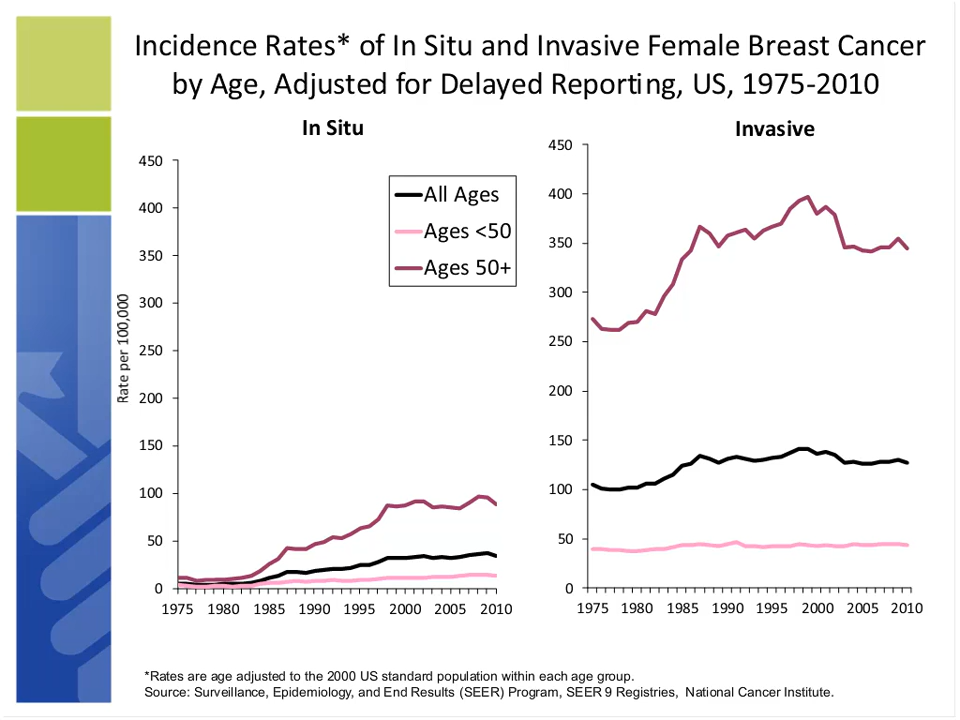 Incidence Rates* of In Situ and Invasive Female Breast Cancer
by Age, Adjusted for Delayed Reporting, US, 1975-2010
In Situ
Rate per 100,000
450
400
350
300
250
200
150
100
50
0
1975 1980 1985 1990 1995 2000 2005 2010
All Ages
Ages <50
Ages 50+
Invasive
450
400
350
300
250
200
150
100
50
0
1975 1980 1985 1990 1995 2000 2005 2010
*Rates are age adjusted to the 2000 US standard population within each age group.
Source: Surveillance, Epidemiology, and End Results (SEER) Program, SEER 9 Registries, National Cancer Institute.